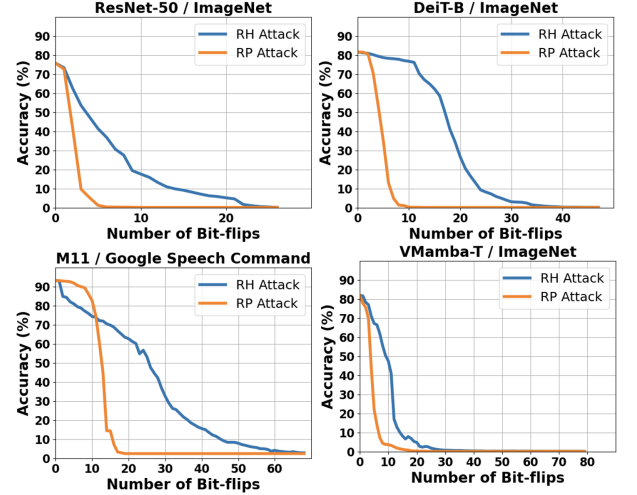 ResNet-50 / ImageNet
Accuracy (%)
90
80
70
60
50
40
30
20
10
0
RH Attack
RP Attack
0 10 20
Number of Bit-flips
DeiT-B / ImageNet
Accuracy (%)
90
80
70
60
50
40
30
20
10
0
RH Attack
RP Attack
0 10 20 30 40
Number of Bit-flips
M11 / Google Speech Command
Accuracy (%)
90
80
70
60
50
40
30
20
10
0
RH Attack
RP Attack
0 10 20 30 40 50 60
Number of Bit-flips
VMamba-T / ImageNet
Accuracy (%)
90
80
70
60
50
40
30
20
10
0
RH Attack
RP Attack
0 10 20 30 40 50 60 70 80
Number of Bit-flips